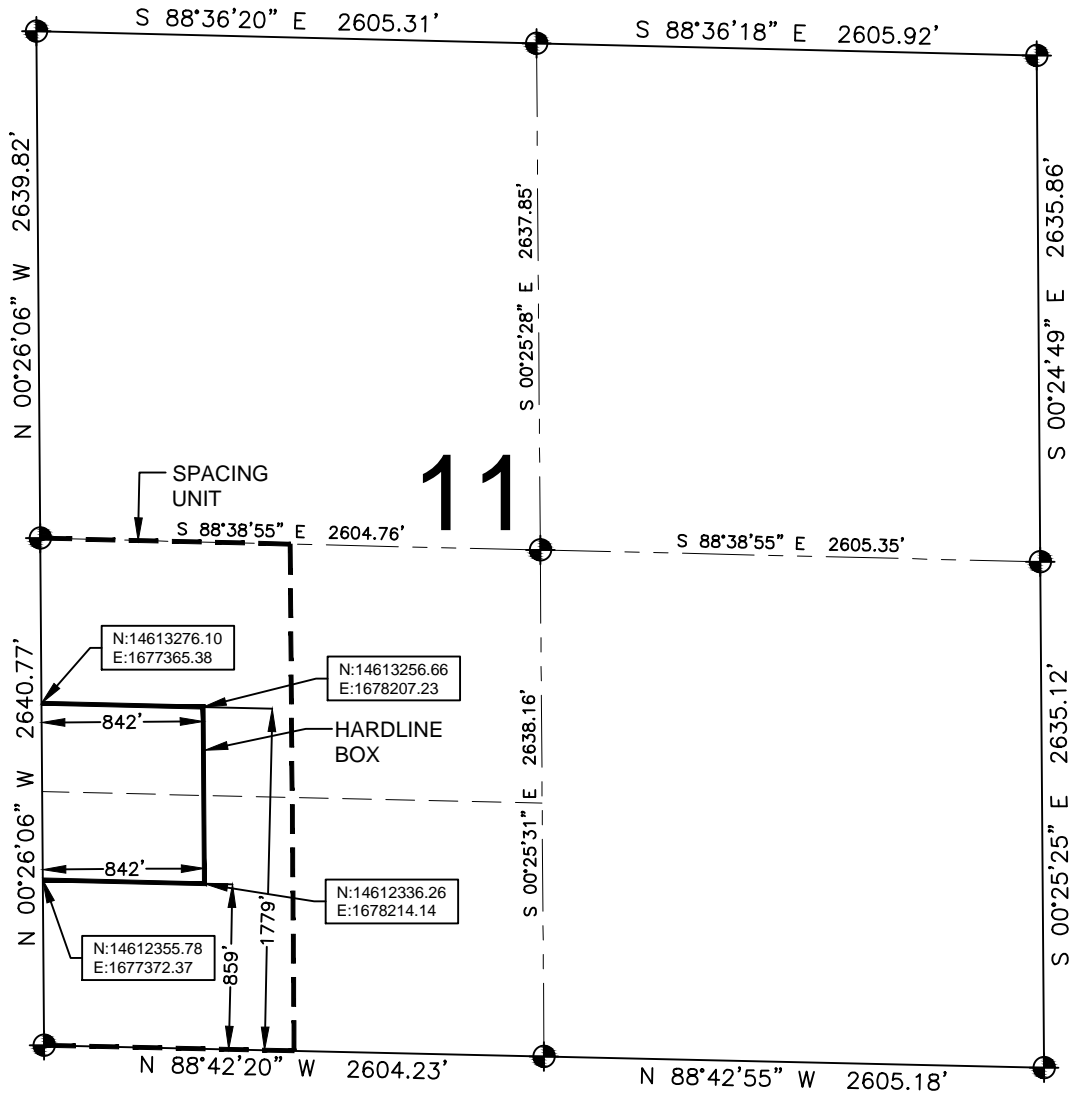 S 88°36'20" E 2605.31'
S 88°36'18" E 2605.92'
N 00°26'06" W 2639.82'
S 00°25'28" E 2637.85'
S 00°24'49" E 2635.86'
11
SPACING
UNIT
S 88°38'55" E 2604.76'
S 88°38'55" E 2605.35'
N:14613276.10
E:1677365.38
N:14613256.66
E:1678207.23
842'
HARDLINE
BOX
N 00°26'06" W 2640.77'
S 00°25'31" E 2638.16'
S 00°25'25" E 2635.12'
842'
N:14612336.26
E:1678214.14
1779'
859'
N:14612355.78
E:1677372.37
N 88°42'20" W 2604.23'
N 88°42'55" W 2605.18'